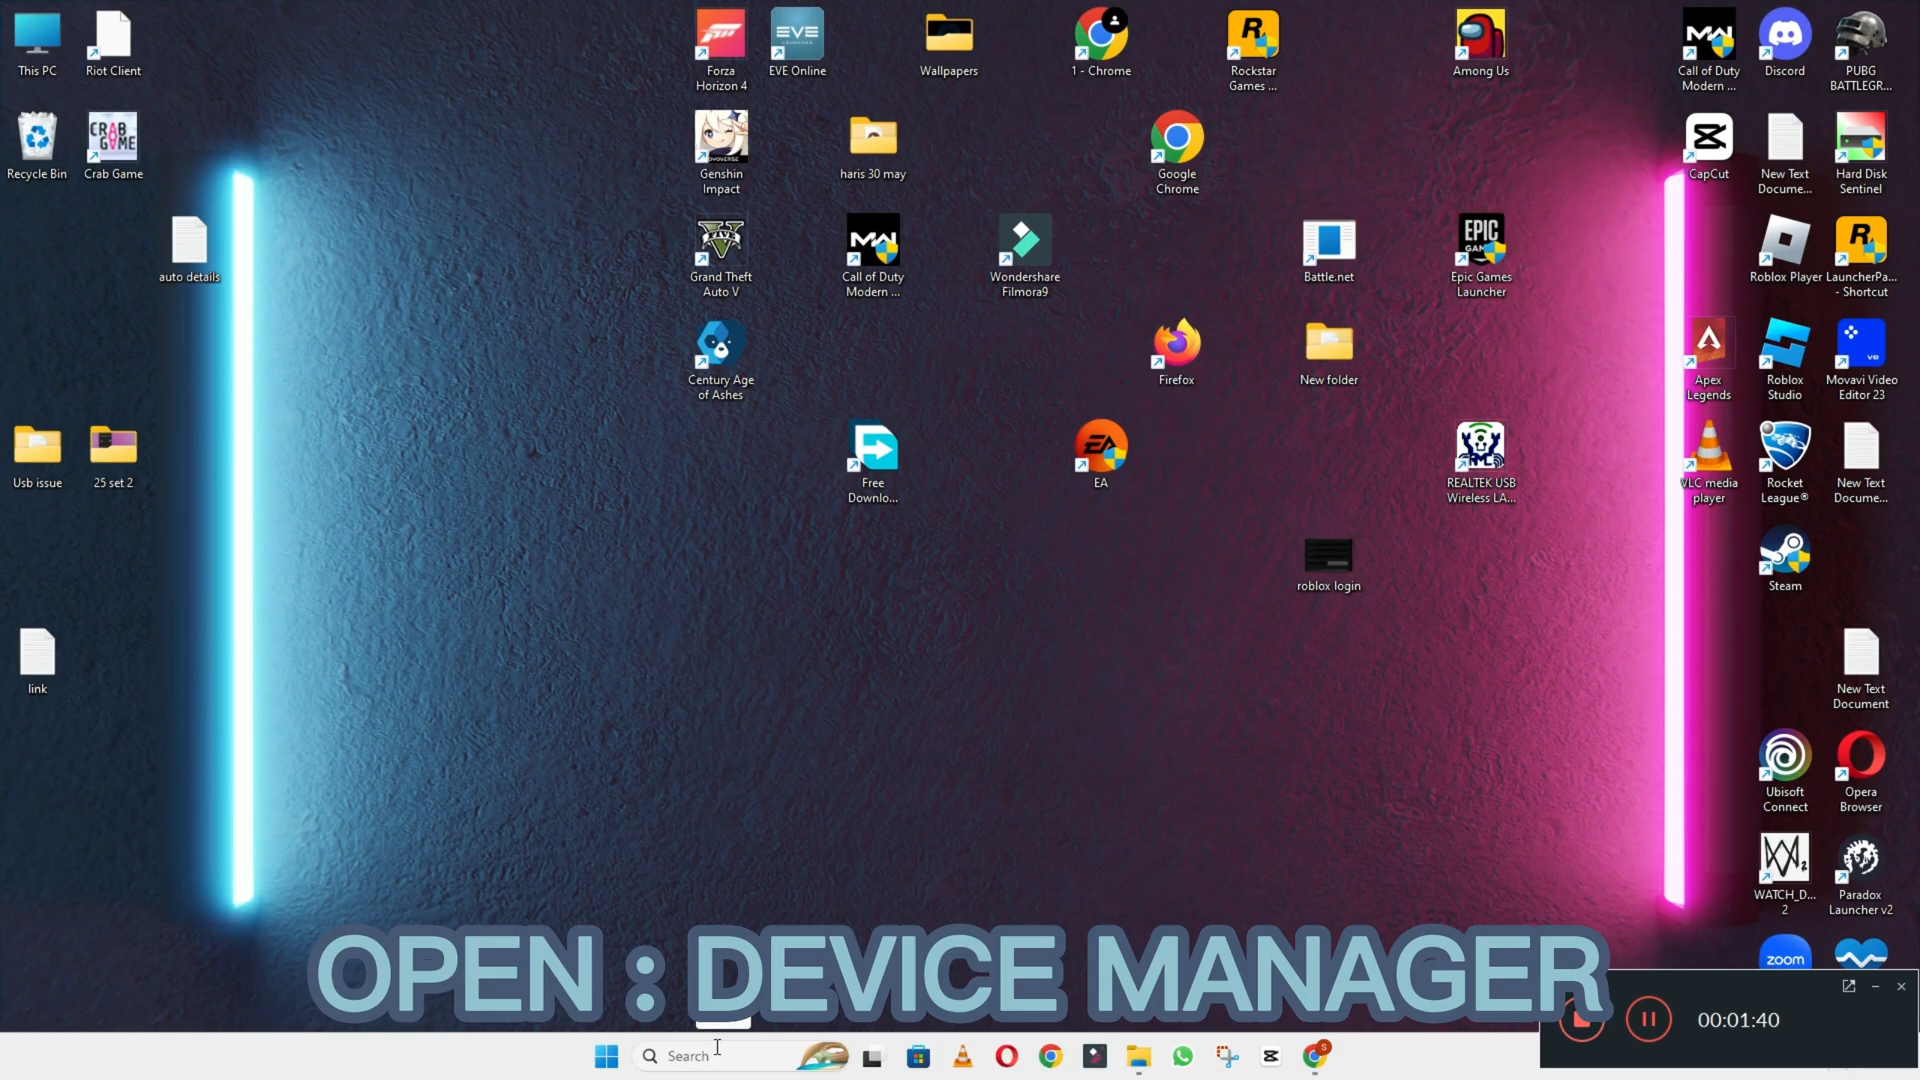 This PC
Riot Client
Forza
Horizon 4
EVE
EVE Online
Wallpapers
1 - Chrome
Rockstar
Games ...
Among Us
Call of Duty
Modern ...
Discord
PUBG
BATTLEGR...
Recycle Bin
CRAB
GAME
Crab Game
Genshin
Impact
haris 30 may
Google
Chrome
CapCut
New Text
Docume...
Hard Disk
Sentinel
auto details
FIVE
Grand Theft
Auto V
Call of Duty
Modern ...
Wondershare
Filmora9
Battle.net
EPIC
Epic Games
Launcher
Roblox Player
LauncherPa...
- Shortcut
Century Age
of Ashes
Firefox
New folder
Apex
Legends
Roblox
Studio
Movavi Video
Editor 23
Usb issue
25 set 2
Free
Downlo...
EA
EA
REALTEK USB
Wireless LA...
VLC media
player
Rocket
League®
New Text
Docume...
roblox login
Steam
link
New Text
Document
Ubisoft
Connect
Opera
Browser
WATCH_D...
2
Paradox
Launcher v2
zoom
OPEN : DEVICE MANAGER
00:01:40
Search